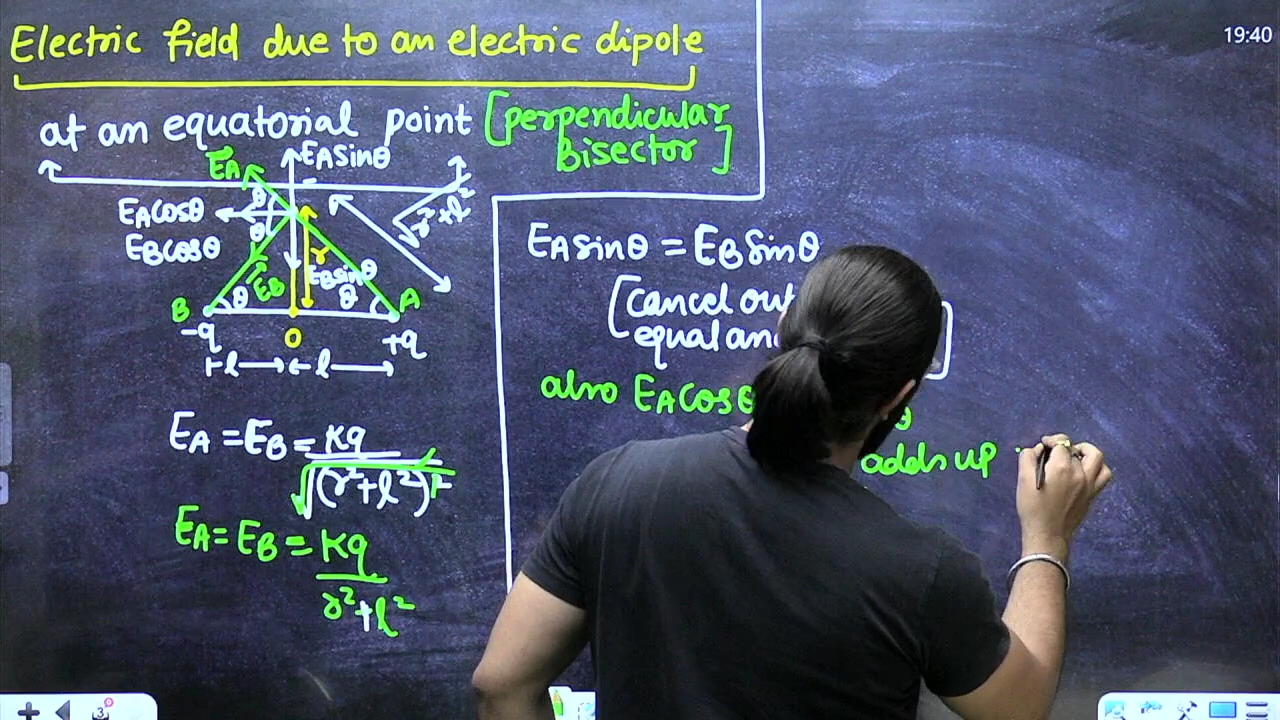 Electric field due to an electric dipole
19:40
at an equatorial point [perpendicular
Bisector]
EA
EAsinθ
EAcosθ
EBcosθ
θ
θ
r
EBsinθ
EB
θ
θ
B
A
-q
O
+q
l
l
EA = EB = Kq
√(r²+l²)²
EA = EB = Kq
r²+l²
EAsinθ = EBsinθ
[cancel out
equal an
also EAcosθ
θ
adds up